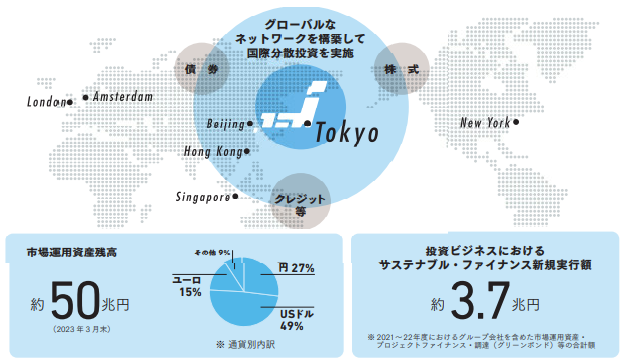 グローバルな
ネットワークを構築して
国際分散投資を実施
債 券
株 式
London
Amsterdam
Beijing
Tokyo
New York
Hong Kong
Singapore
クレジット
等
市場運用資産残高
約50兆円
（2023年3月末）
その他 9%
円 27%
ユーロ
15%
USドル
49%
※ 通貨別内訳
投資ビジネスにおける
サステナブル・ファイナンス新規実行額
約3.7兆円
※ 2021～22年度におけるグループ会社を含めた市場運用資産・
プロジェクトファイナンス・調達（グリーンボンド）等の合計額